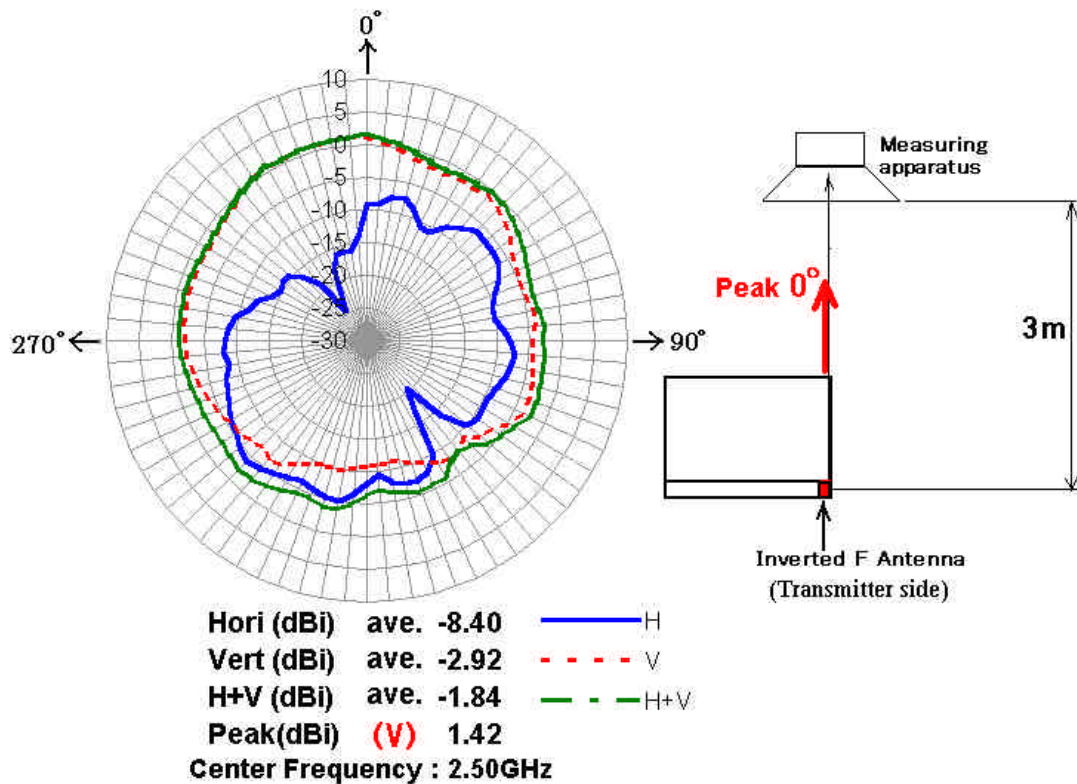 0°
10
5
0
-5
-10
-15
-20
-25
-30
270°
90°
Measuring
apparatus
Peak 0°
3m
Inverted F Antenna
(Transmitter side)
Hori (dBi) ave. -8.40 H
Vert (dBi) ave. -2.92 V
H+V (dBi) ave. -1.84 H+V
Peak(dBi) (V) 1.42
Center Frequency : 2.50GHz